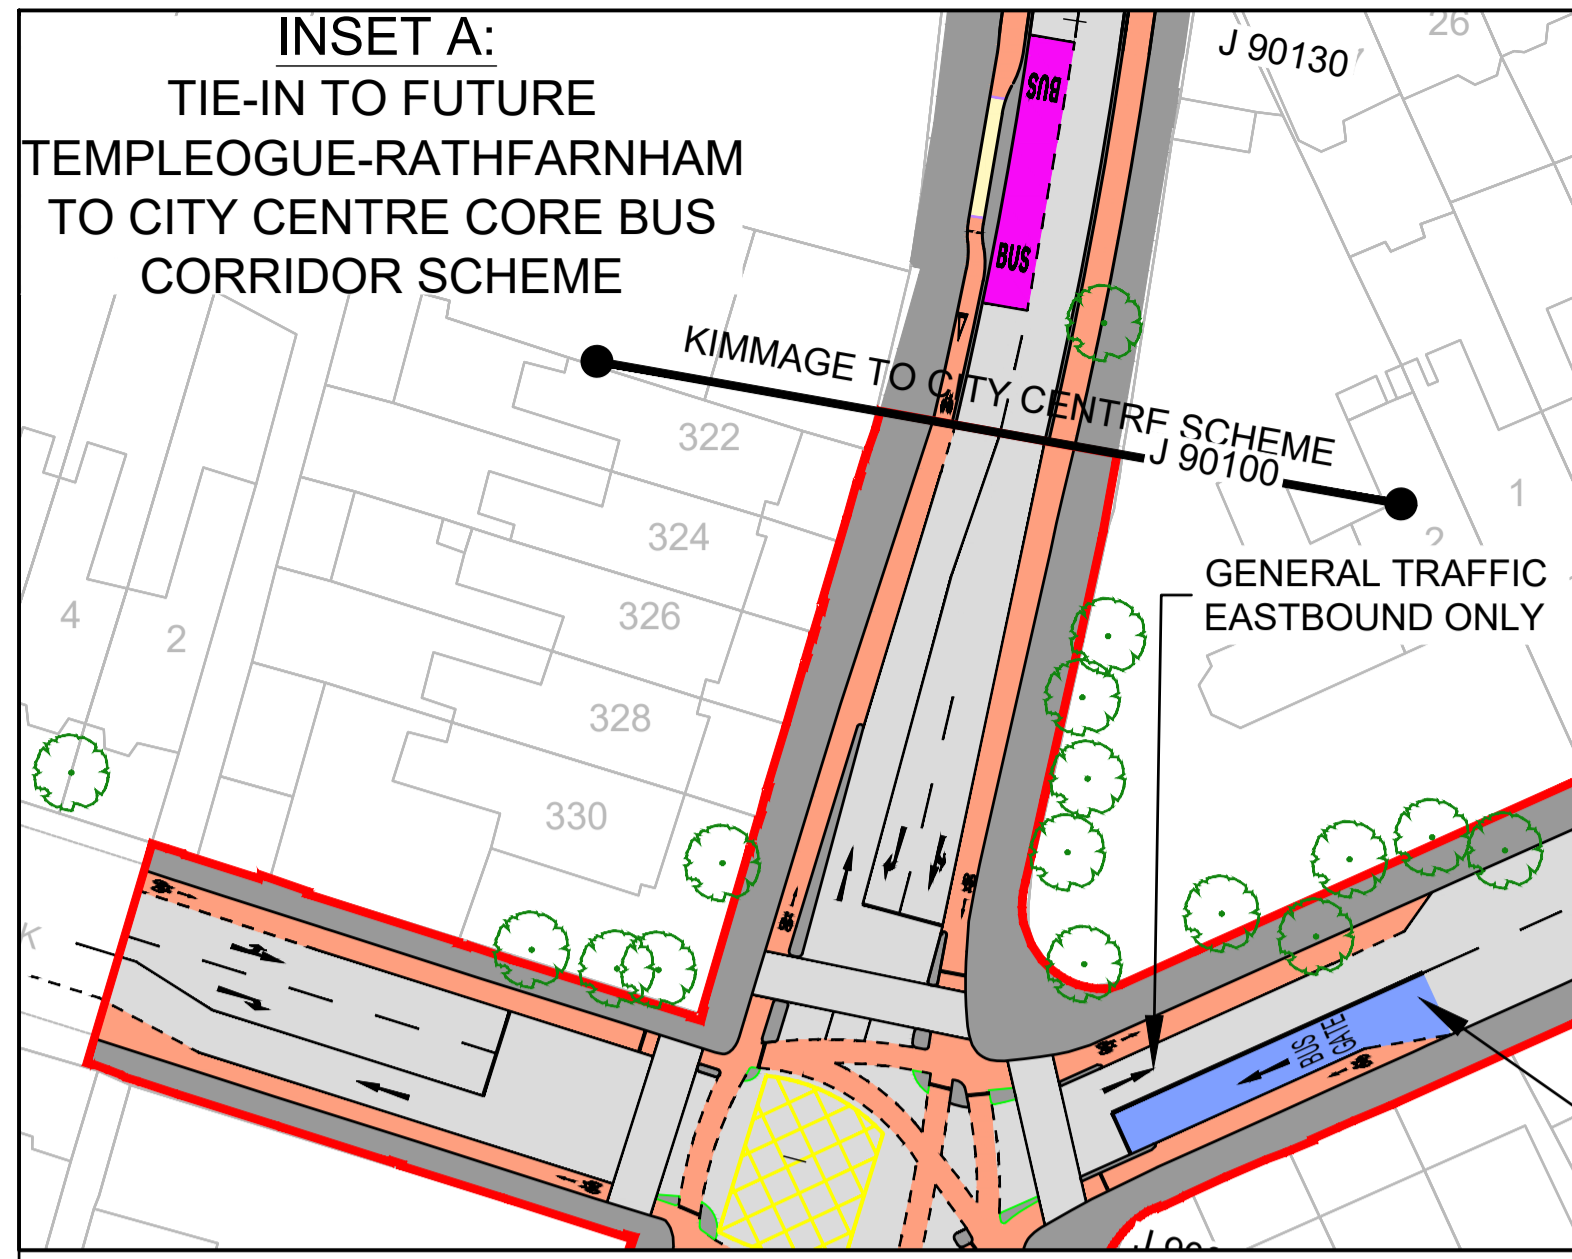 INSET A:
TIE-IN TO FUTURE
TEMPLEOGUE-RATHFARNHAM
TO CITY CENTRE CORE BUS
CORRIDOR SCHEME
26
J 90130
BUS
BUS
KIMMAGE TO CITY CENTRE SCHEME
J 90100
322
324
326
328
330
4
2
1
2
GENERAL TRAFFIC
EASTBOUND ONLY
BUS
GATE
K